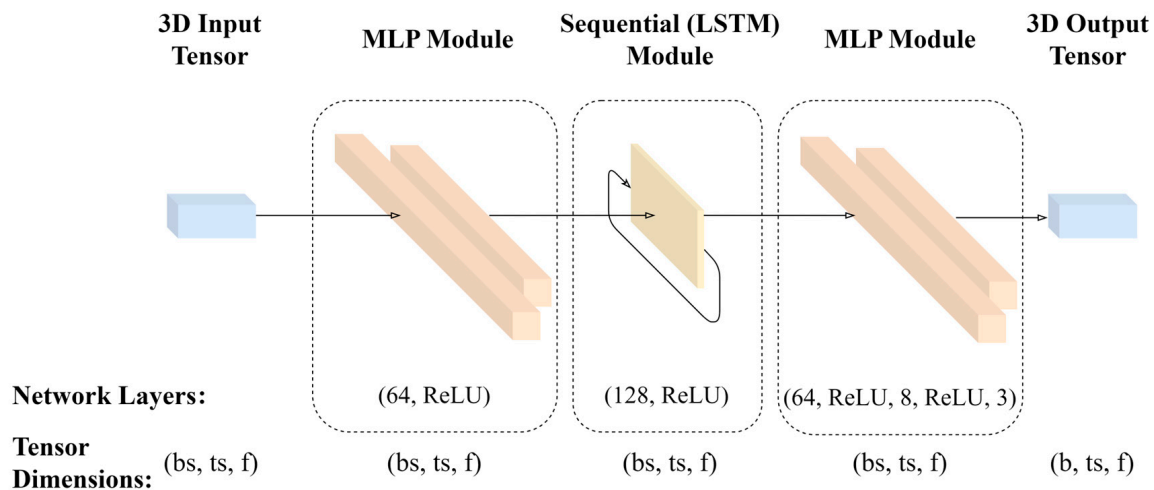 3D Input
Tensor
MLP Module
Sequential (LSTM)
Module
MLP Module
3D Output
Tensor
Network Layers:
(64, ReLU)
(128, ReLU)
(64, ReLU, 8, ReLU, 3)
Tensor
Dimensions:
(bs, ts, f)
(bs, ts, f)
(bs, ts, f)
(bs, ts, f)
(b, ts, f)